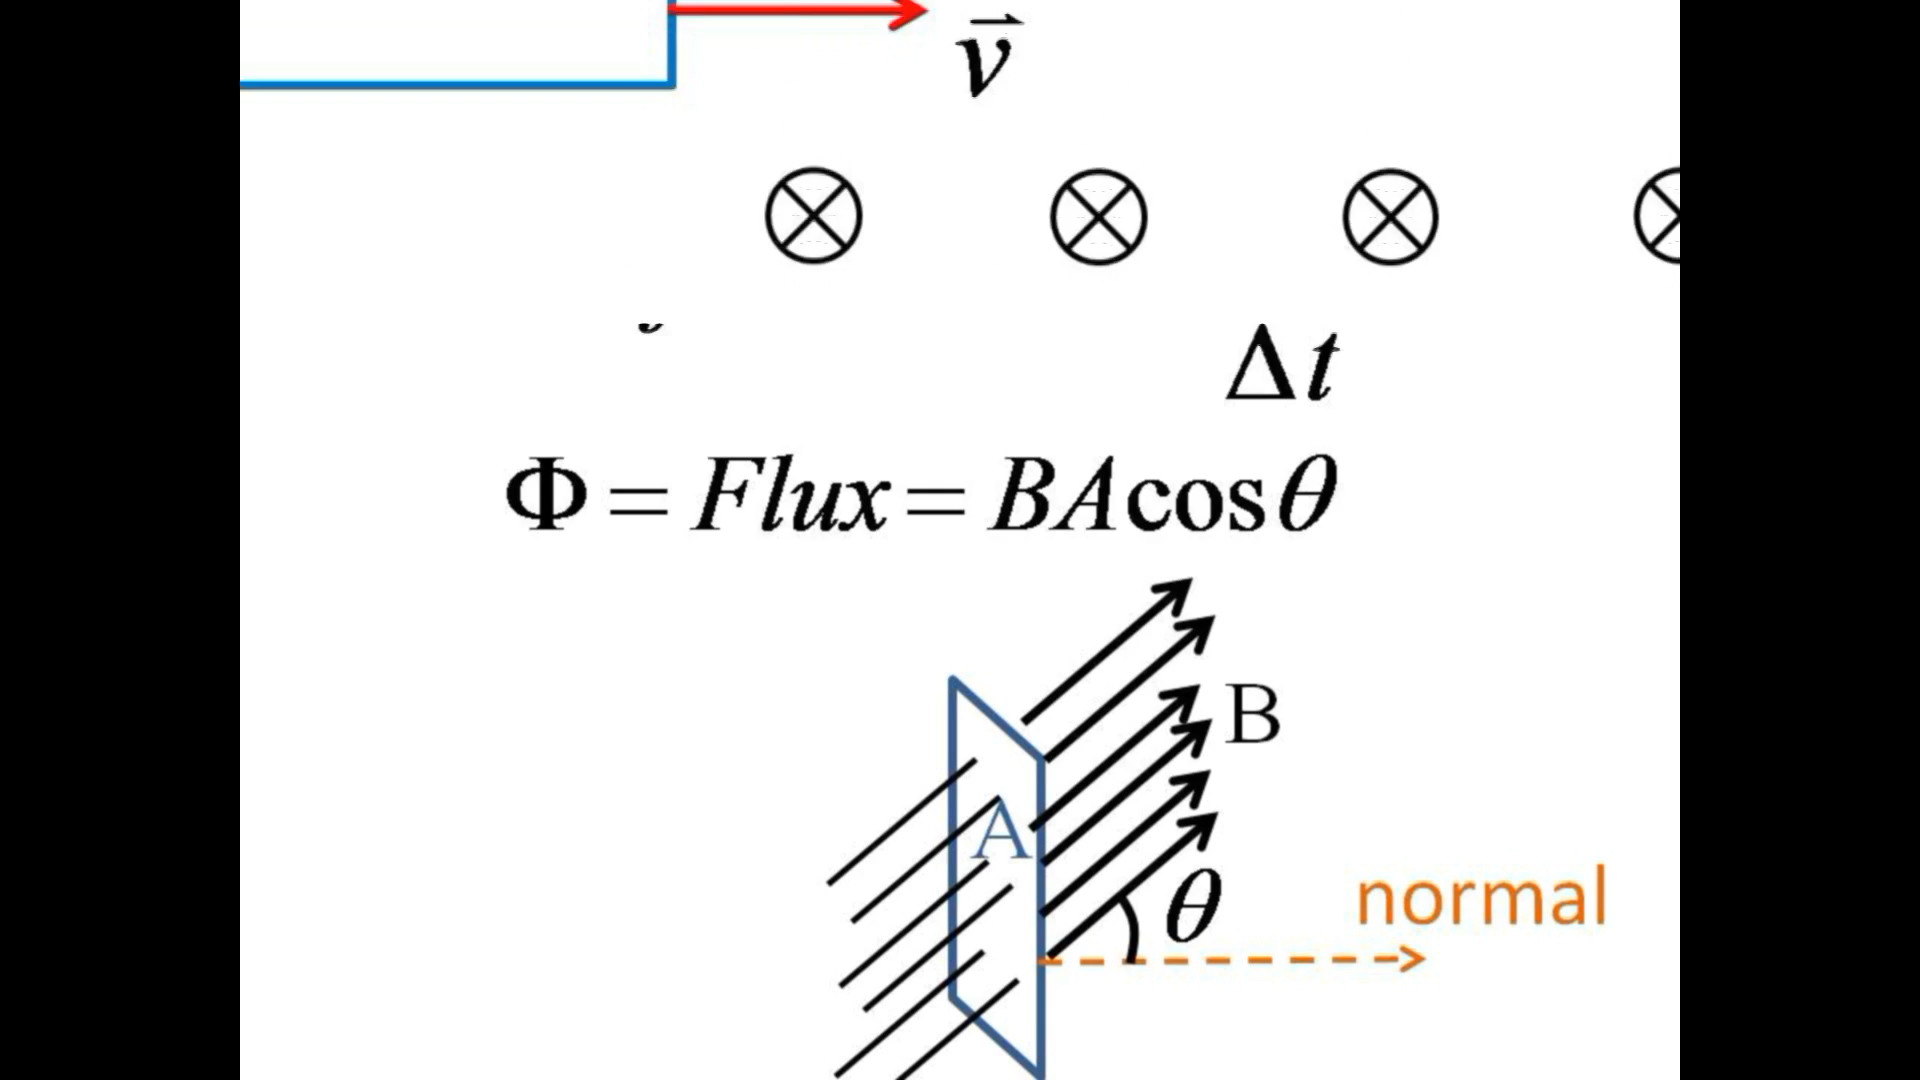 v⃗
Δt
Φ = Flux = BA cos θ
B
A
θ
normal